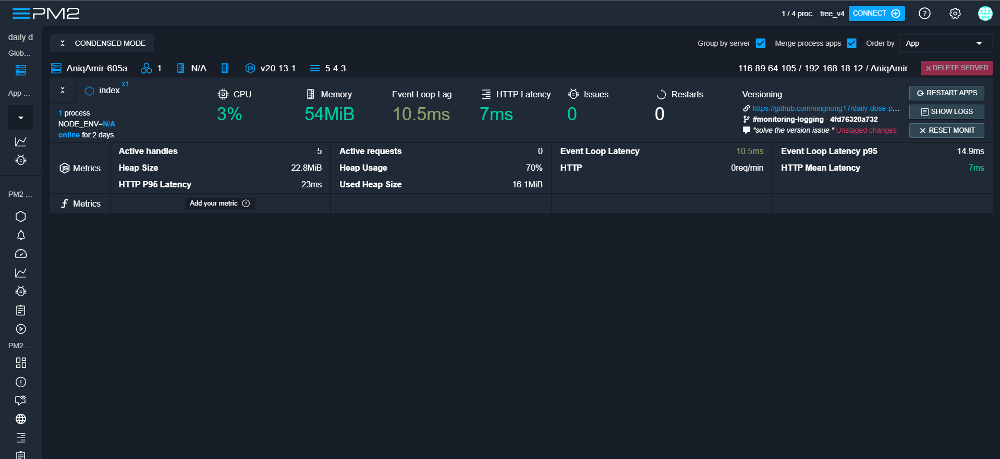 PM2
1 / 4 proc. free_v4 CONNECT
daily d
Glob...
App ...
PM2 ...
PM2 ...
CONDENSED MODE
Group by server Merge process apps Order by App
AniqAmir-605a 1 N/A v20.13.1 5.4.3
116.89.64.105 / 192.168.18.12 / AniqAmir DELETE SERVER
index x1
1 process
NODE_ENV=N/A
online for 2 days
CPU
3%
Memory
54MiB
Event Loop Lag
10.5ms
HTTP Latency
7ms
Issues
0
Restarts
0
Versioning
https://github.com/ningnong17/daily-dose-p...
#monitoring-logging - 4fd76320a732
"solve the version issue " Unstaged changes
RESTART APPS
SHOW LOGS
RESET MONIT
JS Metrics
Active handles 5
Heap Size 22.8MiB
HTTP P95 Latency 23ms
Active requests 0
Heap Usage 70%
Used Heap Size 16.1MiB
Event Loop Latency 10.5ms
HTTP 0req/min
Event Loop Latency p95 14.9ms
HTTP Mean Latency 7ms
Metrics
Add your metric ?